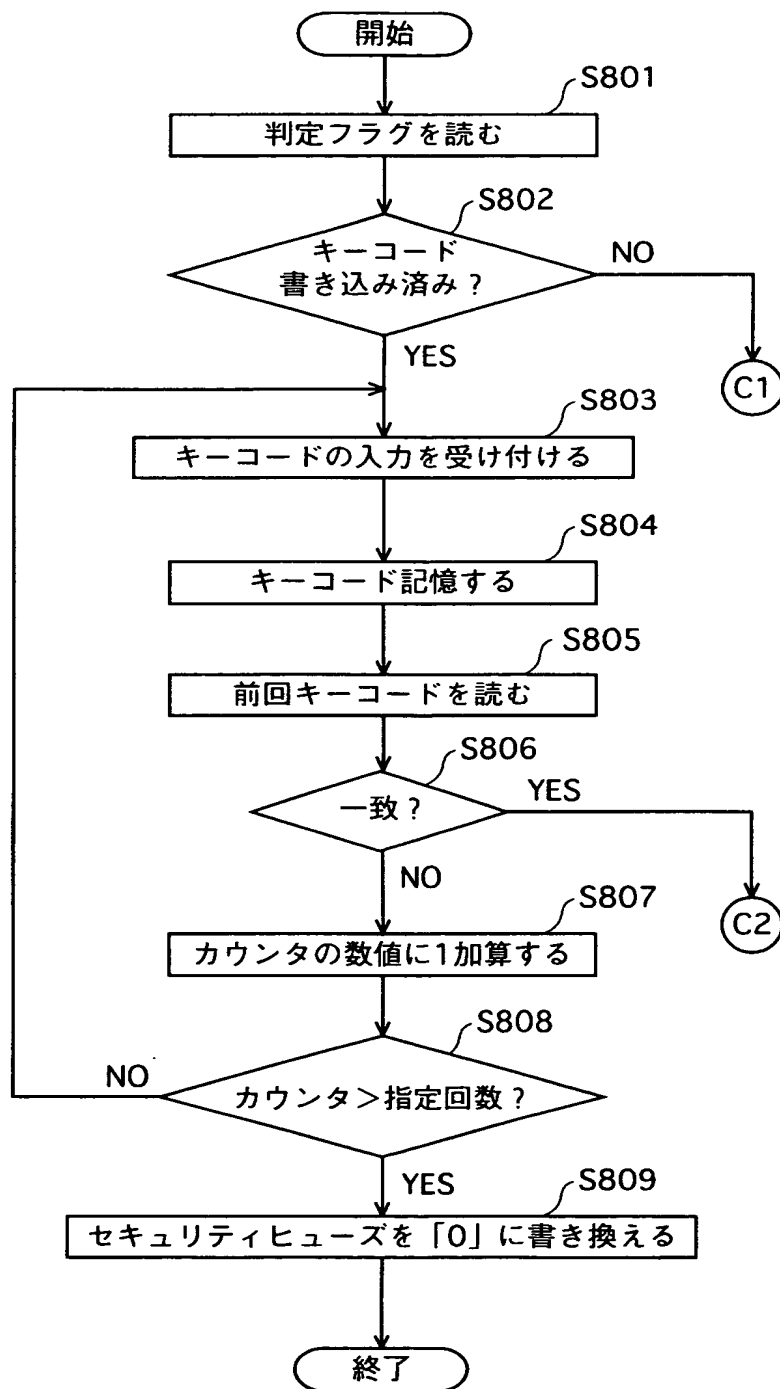 開始
S801
判定フラグを読む
S802
キーコード
書き込み済み?
NO
YES
C1
S803
キーコードの入力を受け付ける
S804
キーコード記憶する
S805
前回キーコードを読む
S806
一致?
YES
NO
C2
S807
カウンタの数値に1加算する
S808
NO
カウンタ>指定回数?
YES
S809
セキュリティヒューズを「0」に書き換える
終了